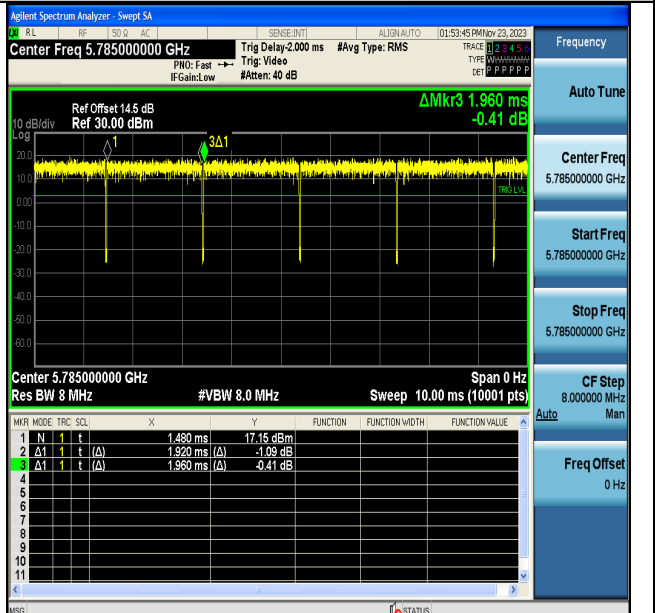 Agilent Spectrum Analyzer - Swept SA
RL RF 50 Ω AC SENSE:INT ALIGN AUTO 01:53:45 PM Nov 23, 2023
Center Freq 5.785000000 GHz Trig Delay-2.000 ms #Avg Type: RMS TRACE 1 2 3 4 5 6
PNO: Fast Trig: Video TYPE WWWWWW
IFGain:Low #Atten: 40 dB DET P P P P P P
Frequency
Auto Tune
ΔMkr3 1.960 ms
-0.41 dB
Ref Offset 14.5 dB
10 dB/div Ref 30.00 dBm
Log
1
3Δ1
20.0
10.0
TRIG LVL
0.00
-10.0
-20.0
-30.0
-40.0
-50.0
-60.0
Center 5.785000000 GHz Span 0 Hz
Res BW 8 MHz #VBW 8.0 MHz Sweep 10.00 ms (10001 pts)
Center Freq
5.785000000 GHz
Start Freq
5.785000000 GHz
Stop Freq
5.785000000 GHz
CF Step
8.000000 MHz
Auto Man
Freq Offset
0 Hz
MKR MODE TRC SCL X Y FUNCTION FUNCTION WIDTH FUNCTION VALUE
1 N 1 t 1.480 ms 17.15 dBm
2 Δ1 1 t (Δ) 1.920 ms (Δ) -1.09 dB
3 Δ1 1 t (Δ) 1.960 ms (Δ) -0.41 dB
4
5
6
7
8
9
10
11
MSG STATUS